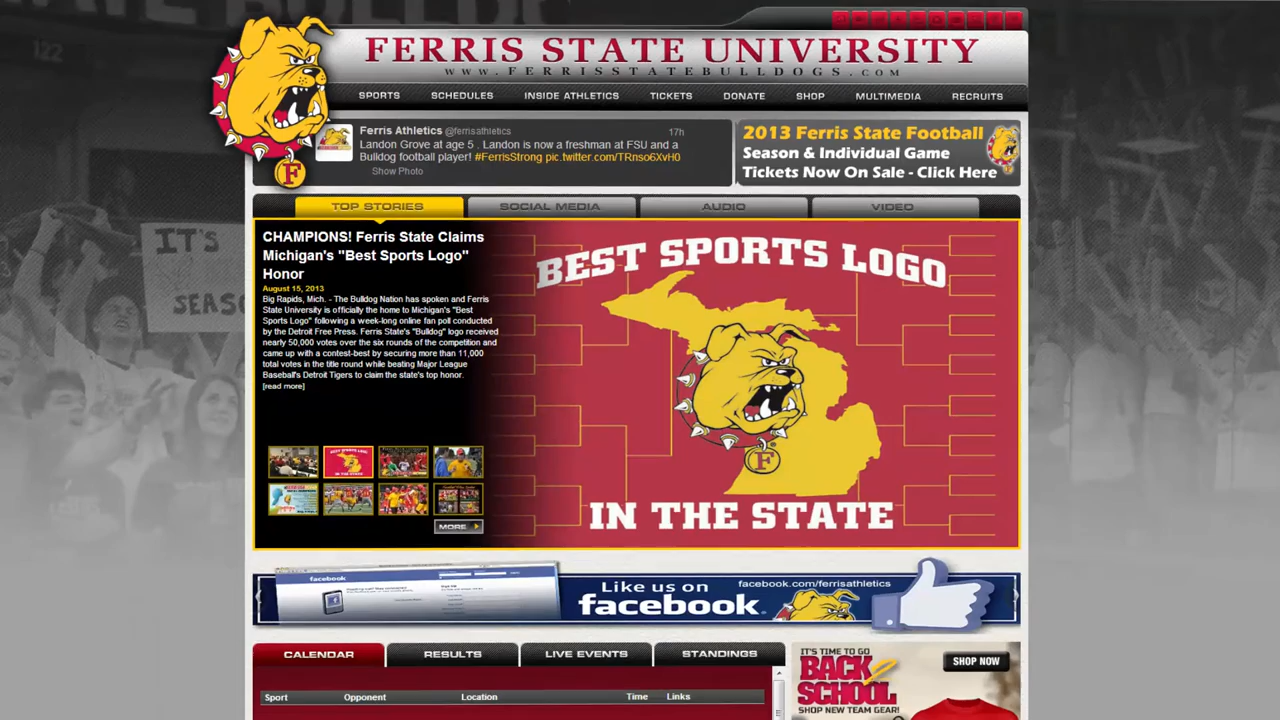 FERRIS STATE UNIVERSITY
WWW.FERRISSTATEBULLDOGS.COM
SPORTS SCHEDULES INSIDE ATHLETICS TICKETS DONATE SHOP MULTIMEDIA RECRUITS
Ferris Athletics @ferrisathletics 17h
Landon Grove at age 5 . Landon is now a freshman at FSU and a
Bulldog football player! #FerrisStrong pic.twitter.com/TRnso6XvH0
Show Photo
2013 Ferris State Football
Season & Individual Game
Tickets Now On Sale - Click Here
F
TOP STORIES SOCIAL MEDIA AUDIO VIDEO
CHAMPIONS! Ferris State Claims
Michigan's "Best Sports Logo"
Honor
August 15, 2013
Big Rapids, Mich. - The Bulldog Nation has spoken and Ferris
State University is officially the home to Michigan's "Best
Sports Logo" following a week-long online fan poll conducted
by the Detroit Free Press. Ferris State's "Bulldog" logo received
nearly 50,000 votes over the six rounds of the competition and
came up with a contest-best by securing more than 11,000
total votes in the title round while beating Major League
Baseball's Detroit Tigers to claim the state's top honor.
[read more]
MORE
BEST SPORTS LOGO
F
IN THE STATE
IT'S
SEASO
122
facebook
Like us on
facebook.
facebook.com/ferrisathletics
CALENDAR RESULTS LIVE EVENTS STANDINGS
Sport Opponent Location Time Links
IT'S TIME TO GO
BACK 2
SCHOOL
SHOP NEW TEAM GEAR!
SHOP NOW